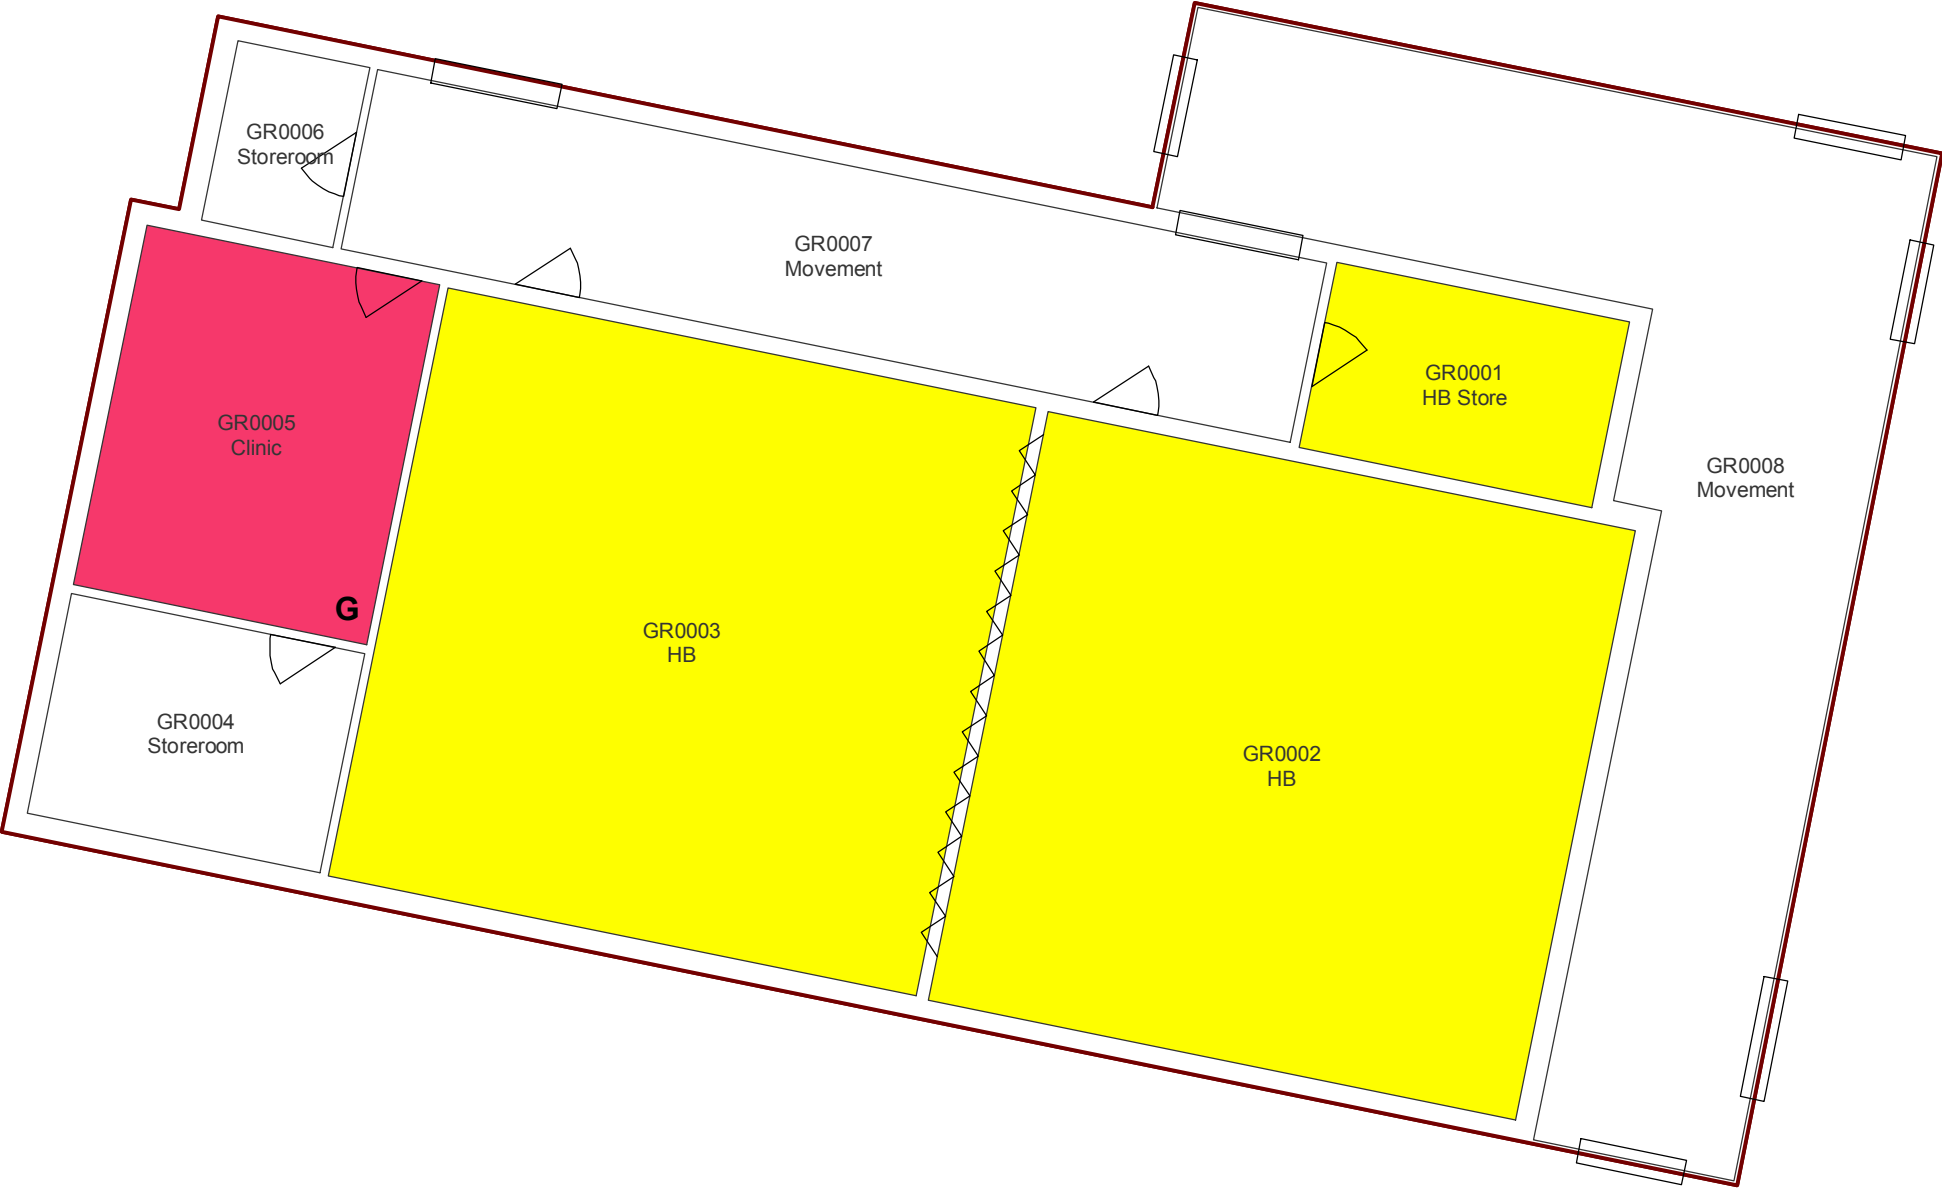 GR0006
Storeroom
GR0007
Movement
GR0001
HB Store
GR0005
Clinic
G
GR0008
Movement
GR0003
HB
GR0004
Storeroom
GR0002
HB